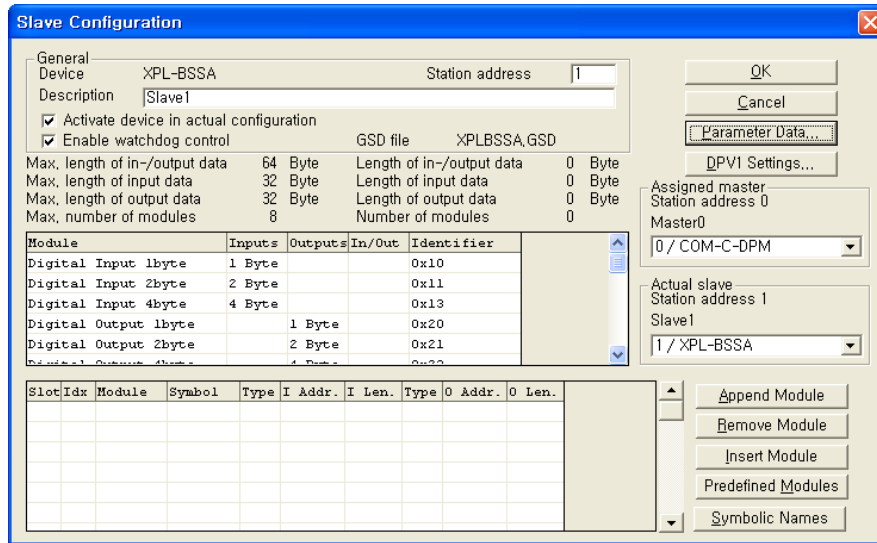 Slave Configuration
General
Device XPL-BSSA Station address 1
Description Slave1
Activate device in actual configuration
Enable watchdog control GSD file XPLBSSA,GSD
Max, length of in-/output data 64 Byte Length of in-/output data 0 Byte
Max, length of input data 32 Byte Length of input data 0 Byte
Max, length of output data 32 Byte Length of output data 0 Byte
Max, number of modules 8 Number of modules 0
Module Inputs Outputs In/Out Identifier
Digital Input 1byte 1 Byte 0x10
Digital Input 2byte 2 Byte 0x11
Digital Input 4byte 4 Byte 0x13
Digital Output 1byte 1 Byte 0x20
Digital Output 2byte 2 Byte 0x21
Slot Idx Module Symbol Type I Addr. I Len. Type O Addr. O Len.
OK
Cancel
Parameter Data,,,
DPV1 Settings,,,
Assigned master
Station address 0
Master0
0 / COM-C-DPM
Actual slave
Station address 1
Slave1
1 / XPL-BSSA
Append Module
Remove Module
Insert Module
Predefined Modules
Symbolic Names